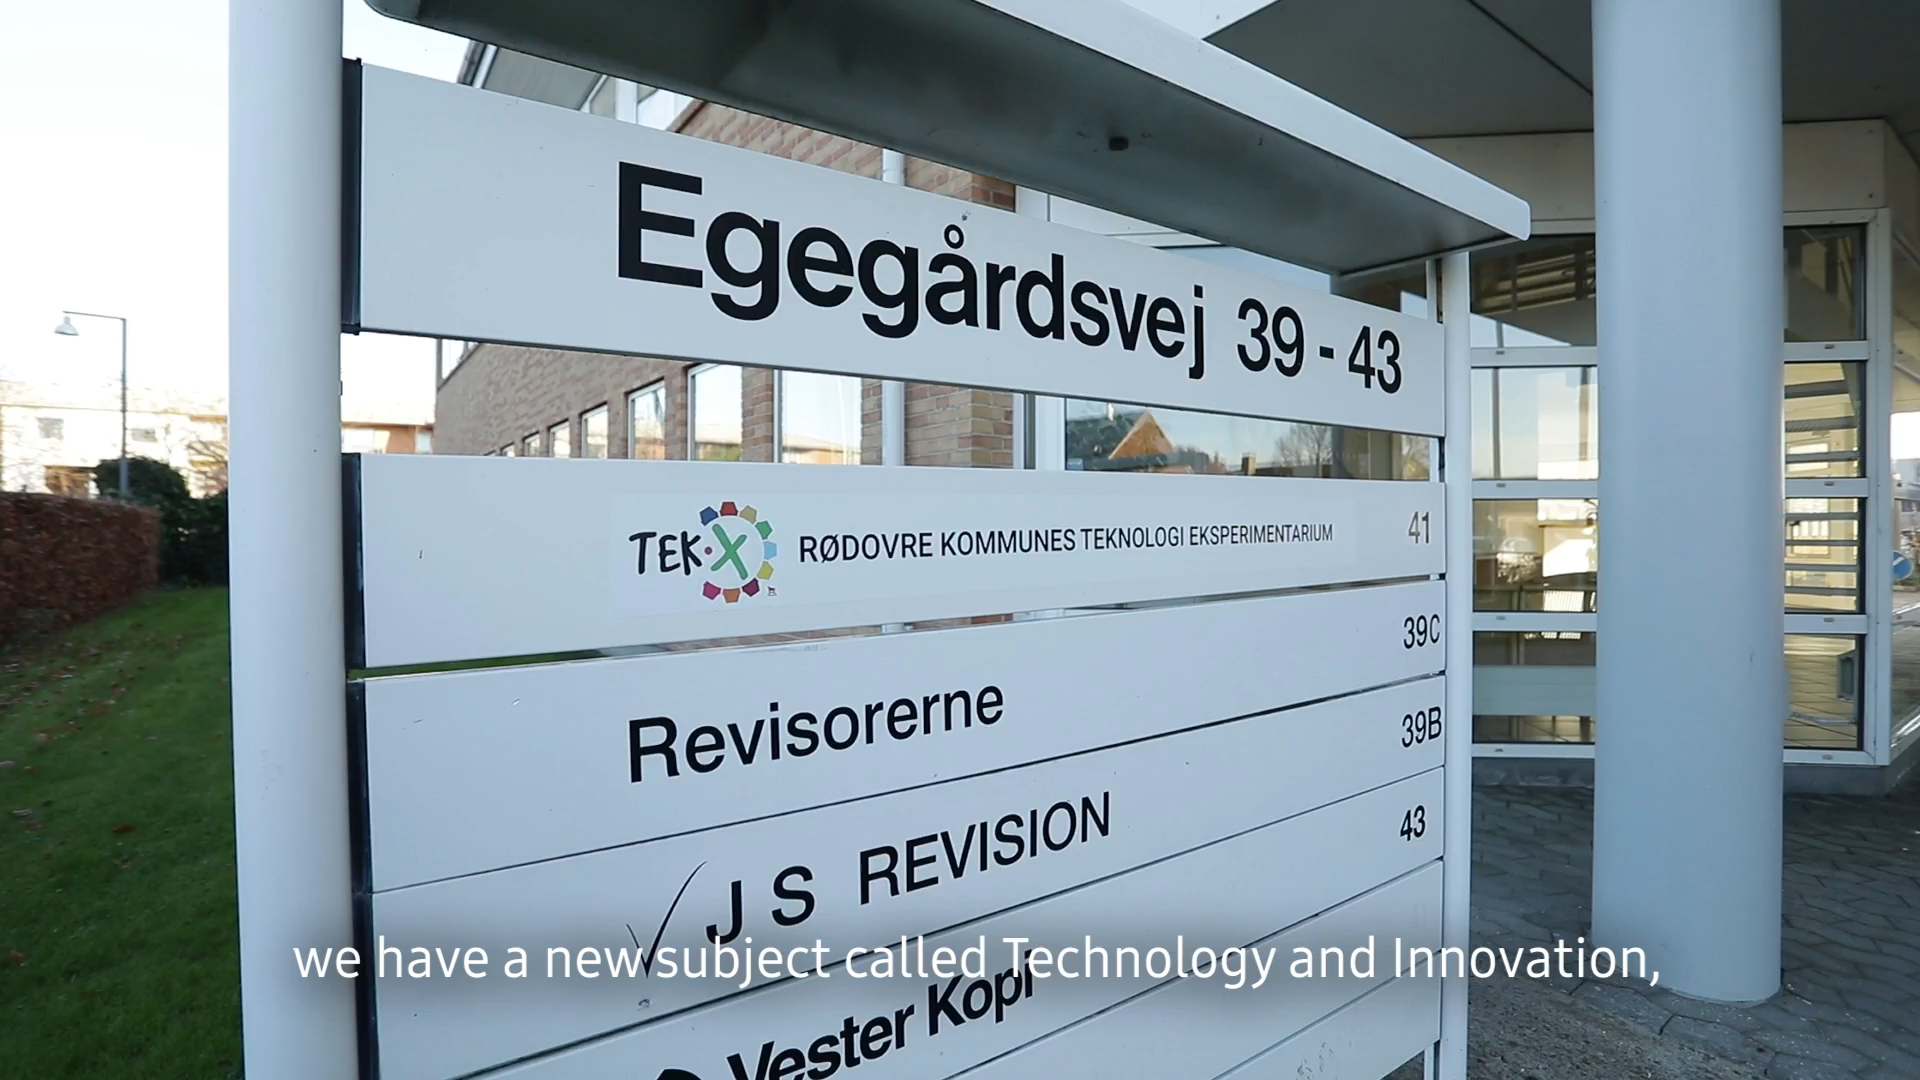 Egegårdsvej 39 - 43
TEK·X RØDOVRE KOMMUNES TEKNOLOGI EKSPERIMENTARIUM 41
39C
Revisorerne
39B
J S REVISION
43
Vester Kopi
we have a new subject called Technology and Innovation,